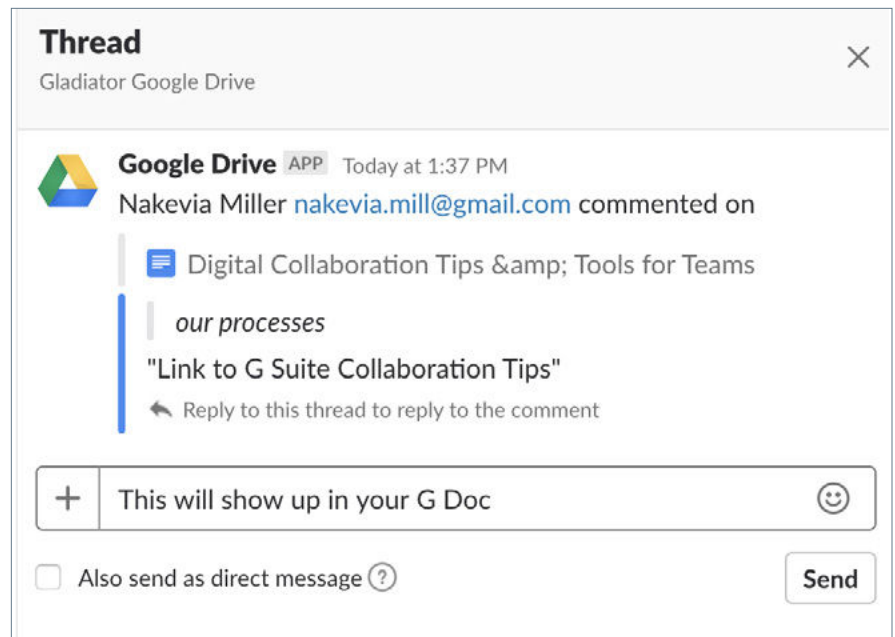 Thread
Gladiator Google Drive
Google Drive APP Today at 1:37 PM
Nakevia Miller nakevia.mill@gmail.com commented on
Digital Collaboration Tips &amp; Tools for Teams
our processes
"Link to G Suite Collaboration Tips"
Reply to this thread to reply to the comment
+ This will show up in your G Doc
Also send as direct message ?
Send